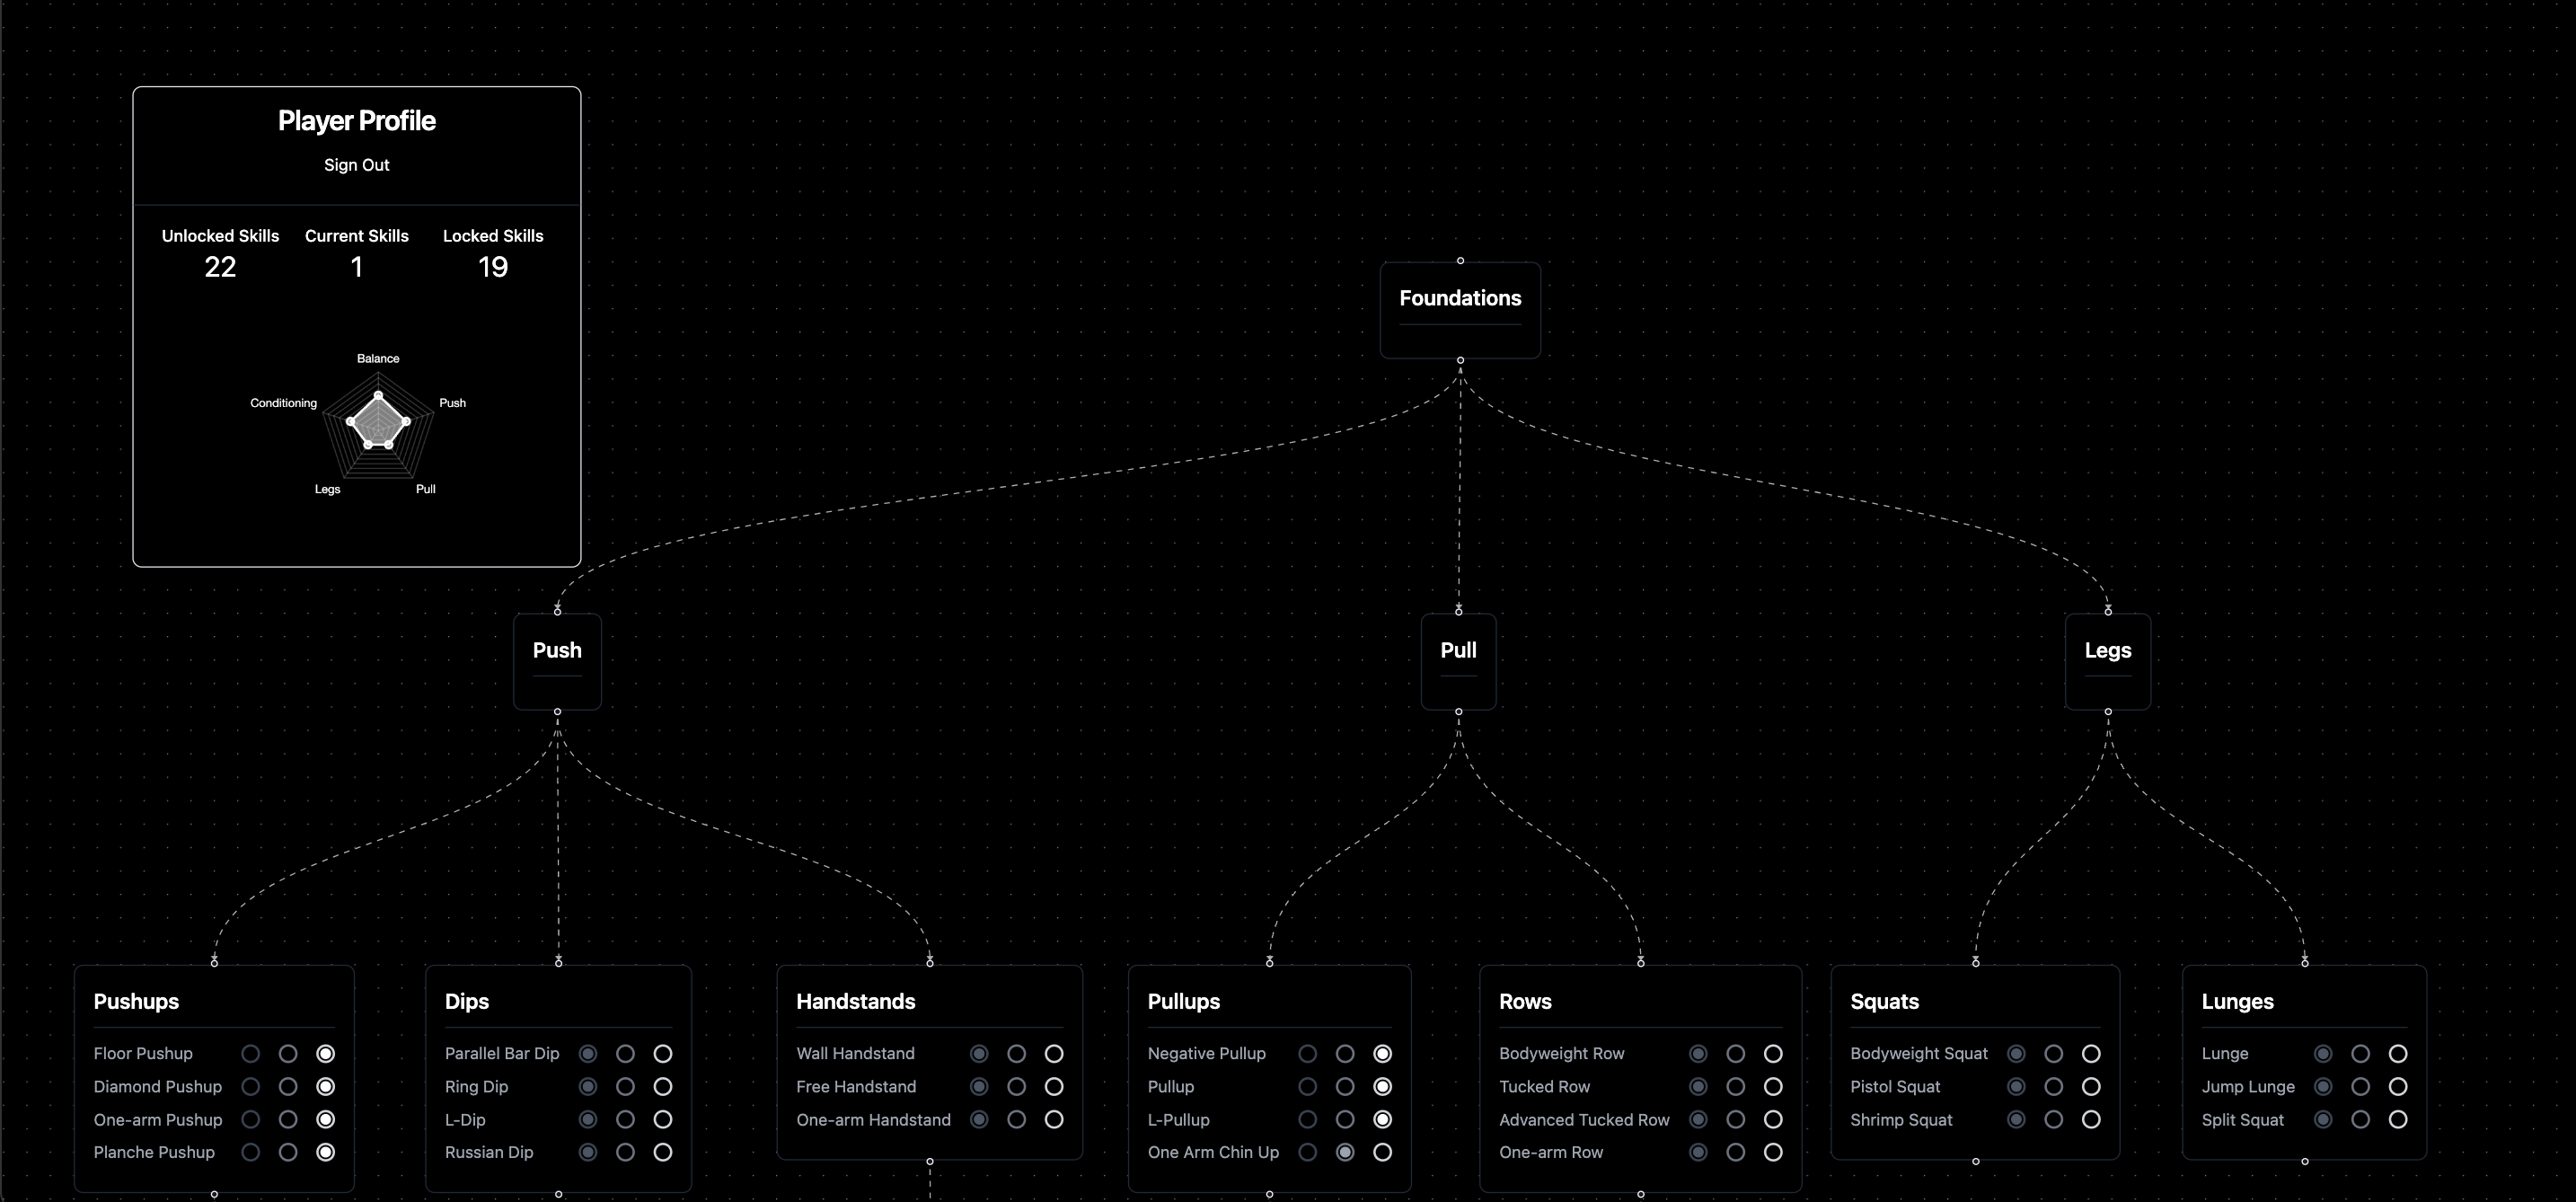 Player Profile
Sign Out
Unlocked Skills Current Skills Locked Skills
22 1 19
Balance
Conditioning Push
Legs Pull
Foundations
Push
Pull
Legs
Pushups
Floor Pushup
Diamond Pushup
One-arm Pushup
Planche Pushup
Dips
Parallel Bar Dip
Ring Dip
L-Dip
Russian Dip
Handstands
Wall Handstand
Free Handstand
One-arm Handstand
Pullups
Negative Pullup
Pullup
L-Pullup
One Arm Chin Up
Rows
Bodyweight Row
Tucked Row
Advanced Tucked Row
One-arm Row
Squats
Bodyweight Squat
Pistol Squat
Shrimp Squat
Lunges
Lunge
Jump Lunge
Split Squat